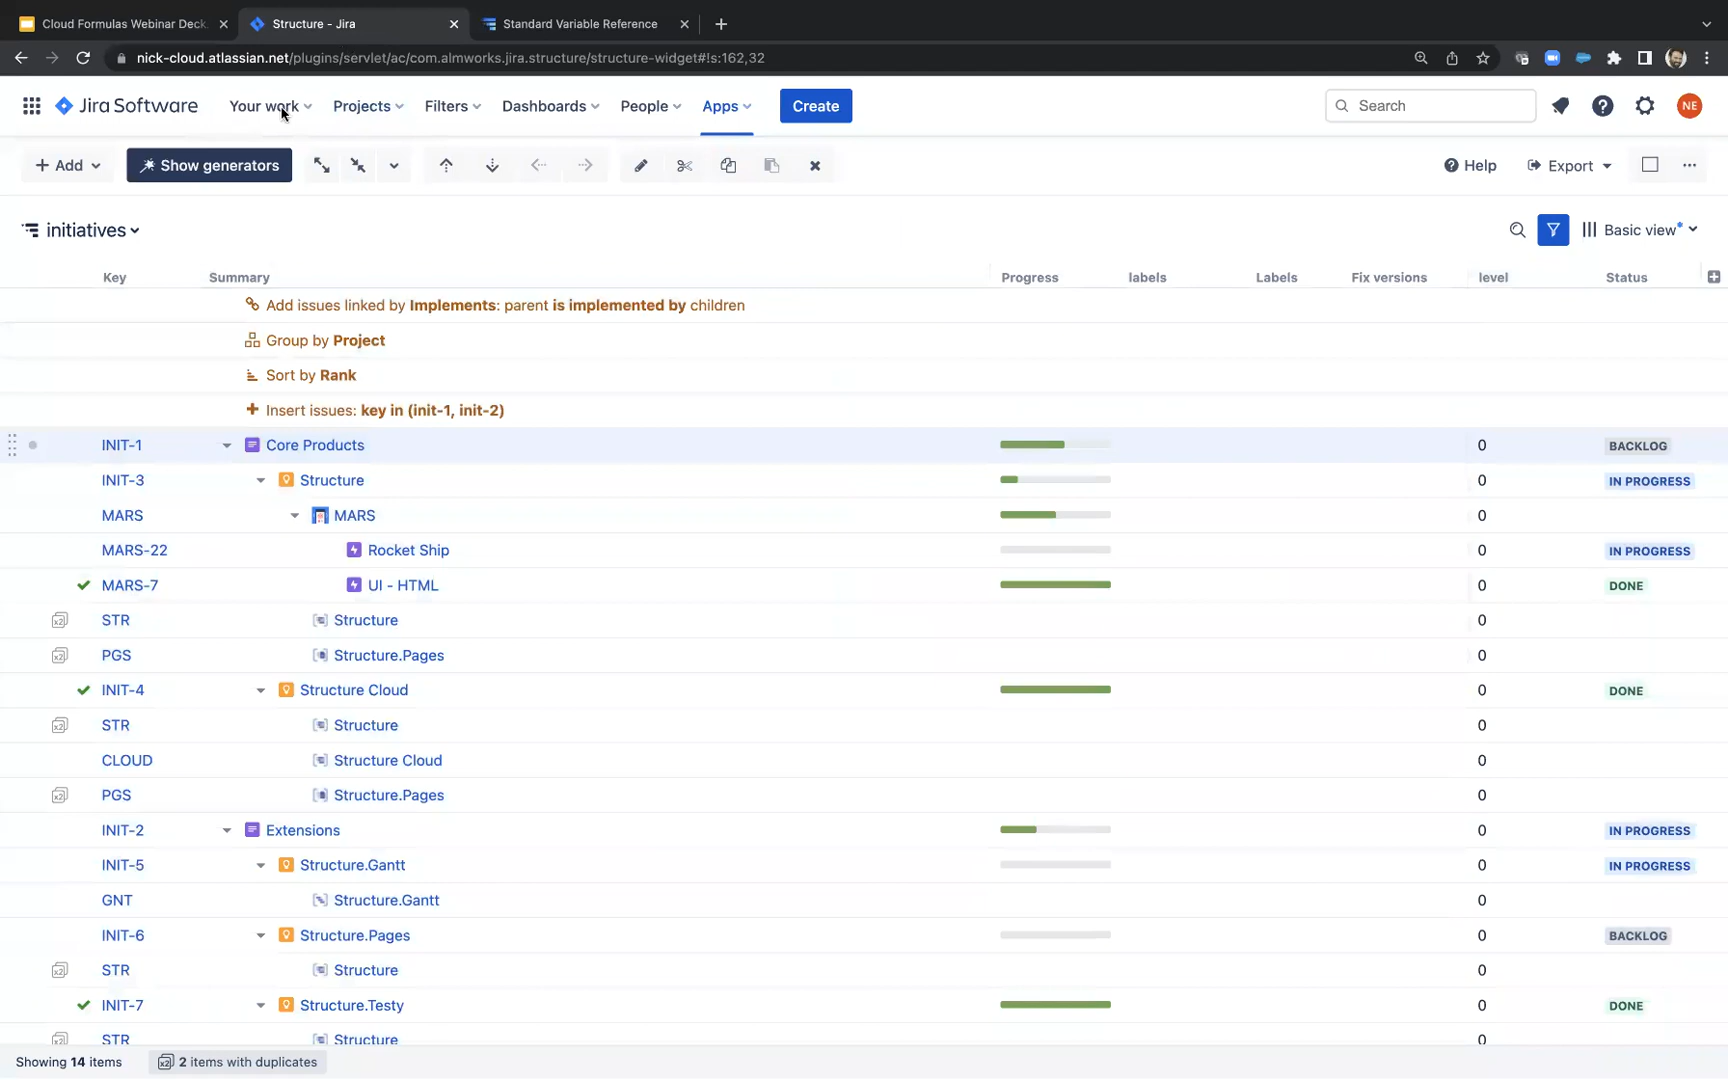 Cloud Formulas Webinar Deck
Structure - Jira
Standard Variable Reference
nick-cloud.atlassian.net/plugins/servlet/ac/com.almworks.jira.structure/structure-widget#!s:162,32
Jira Software
Your work
Projects
Filters
Dashboards
People
Apps
Create
Search
NE
Add
Show generators
Help
Export
initiatives
Basic view*
Key Summary Progress labels Labels Fix versions level Status
Add issues linked by Implements: parent is implemented by children
Group by Project
Sort by Rank
Insert issues: key in (init-1, init-2)
INIT-1 Core Products 0 BACKLOG
INIT-3 Structure 0 IN PROGRESS
MARS MARS 0
MARS-22 Rocket Ship 0 IN PROGRESS
MARS-7 UI - HTML 0 DONE
x2 STR Structure 0
x2 PGS Structure.Pages 0
INIT-4 Structure Cloud 0 DONE
x2 STR Structure 0
CLOUD Structure Cloud 0
x2 PGS Structure.Pages 0
INIT-2 Extensions 0 IN PROGRESS
INIT-5 Structure.Gantt 0 IN PROGRESS
GNT Structure.Gantt 0
INIT-6 Structure.Pages 0 BACKLOG
x2 STR Structure 0
INIT-7 Structure.Testy 0 DONE
x2 STR Structure 0
Showing 14 items
x2 2 items with duplicates